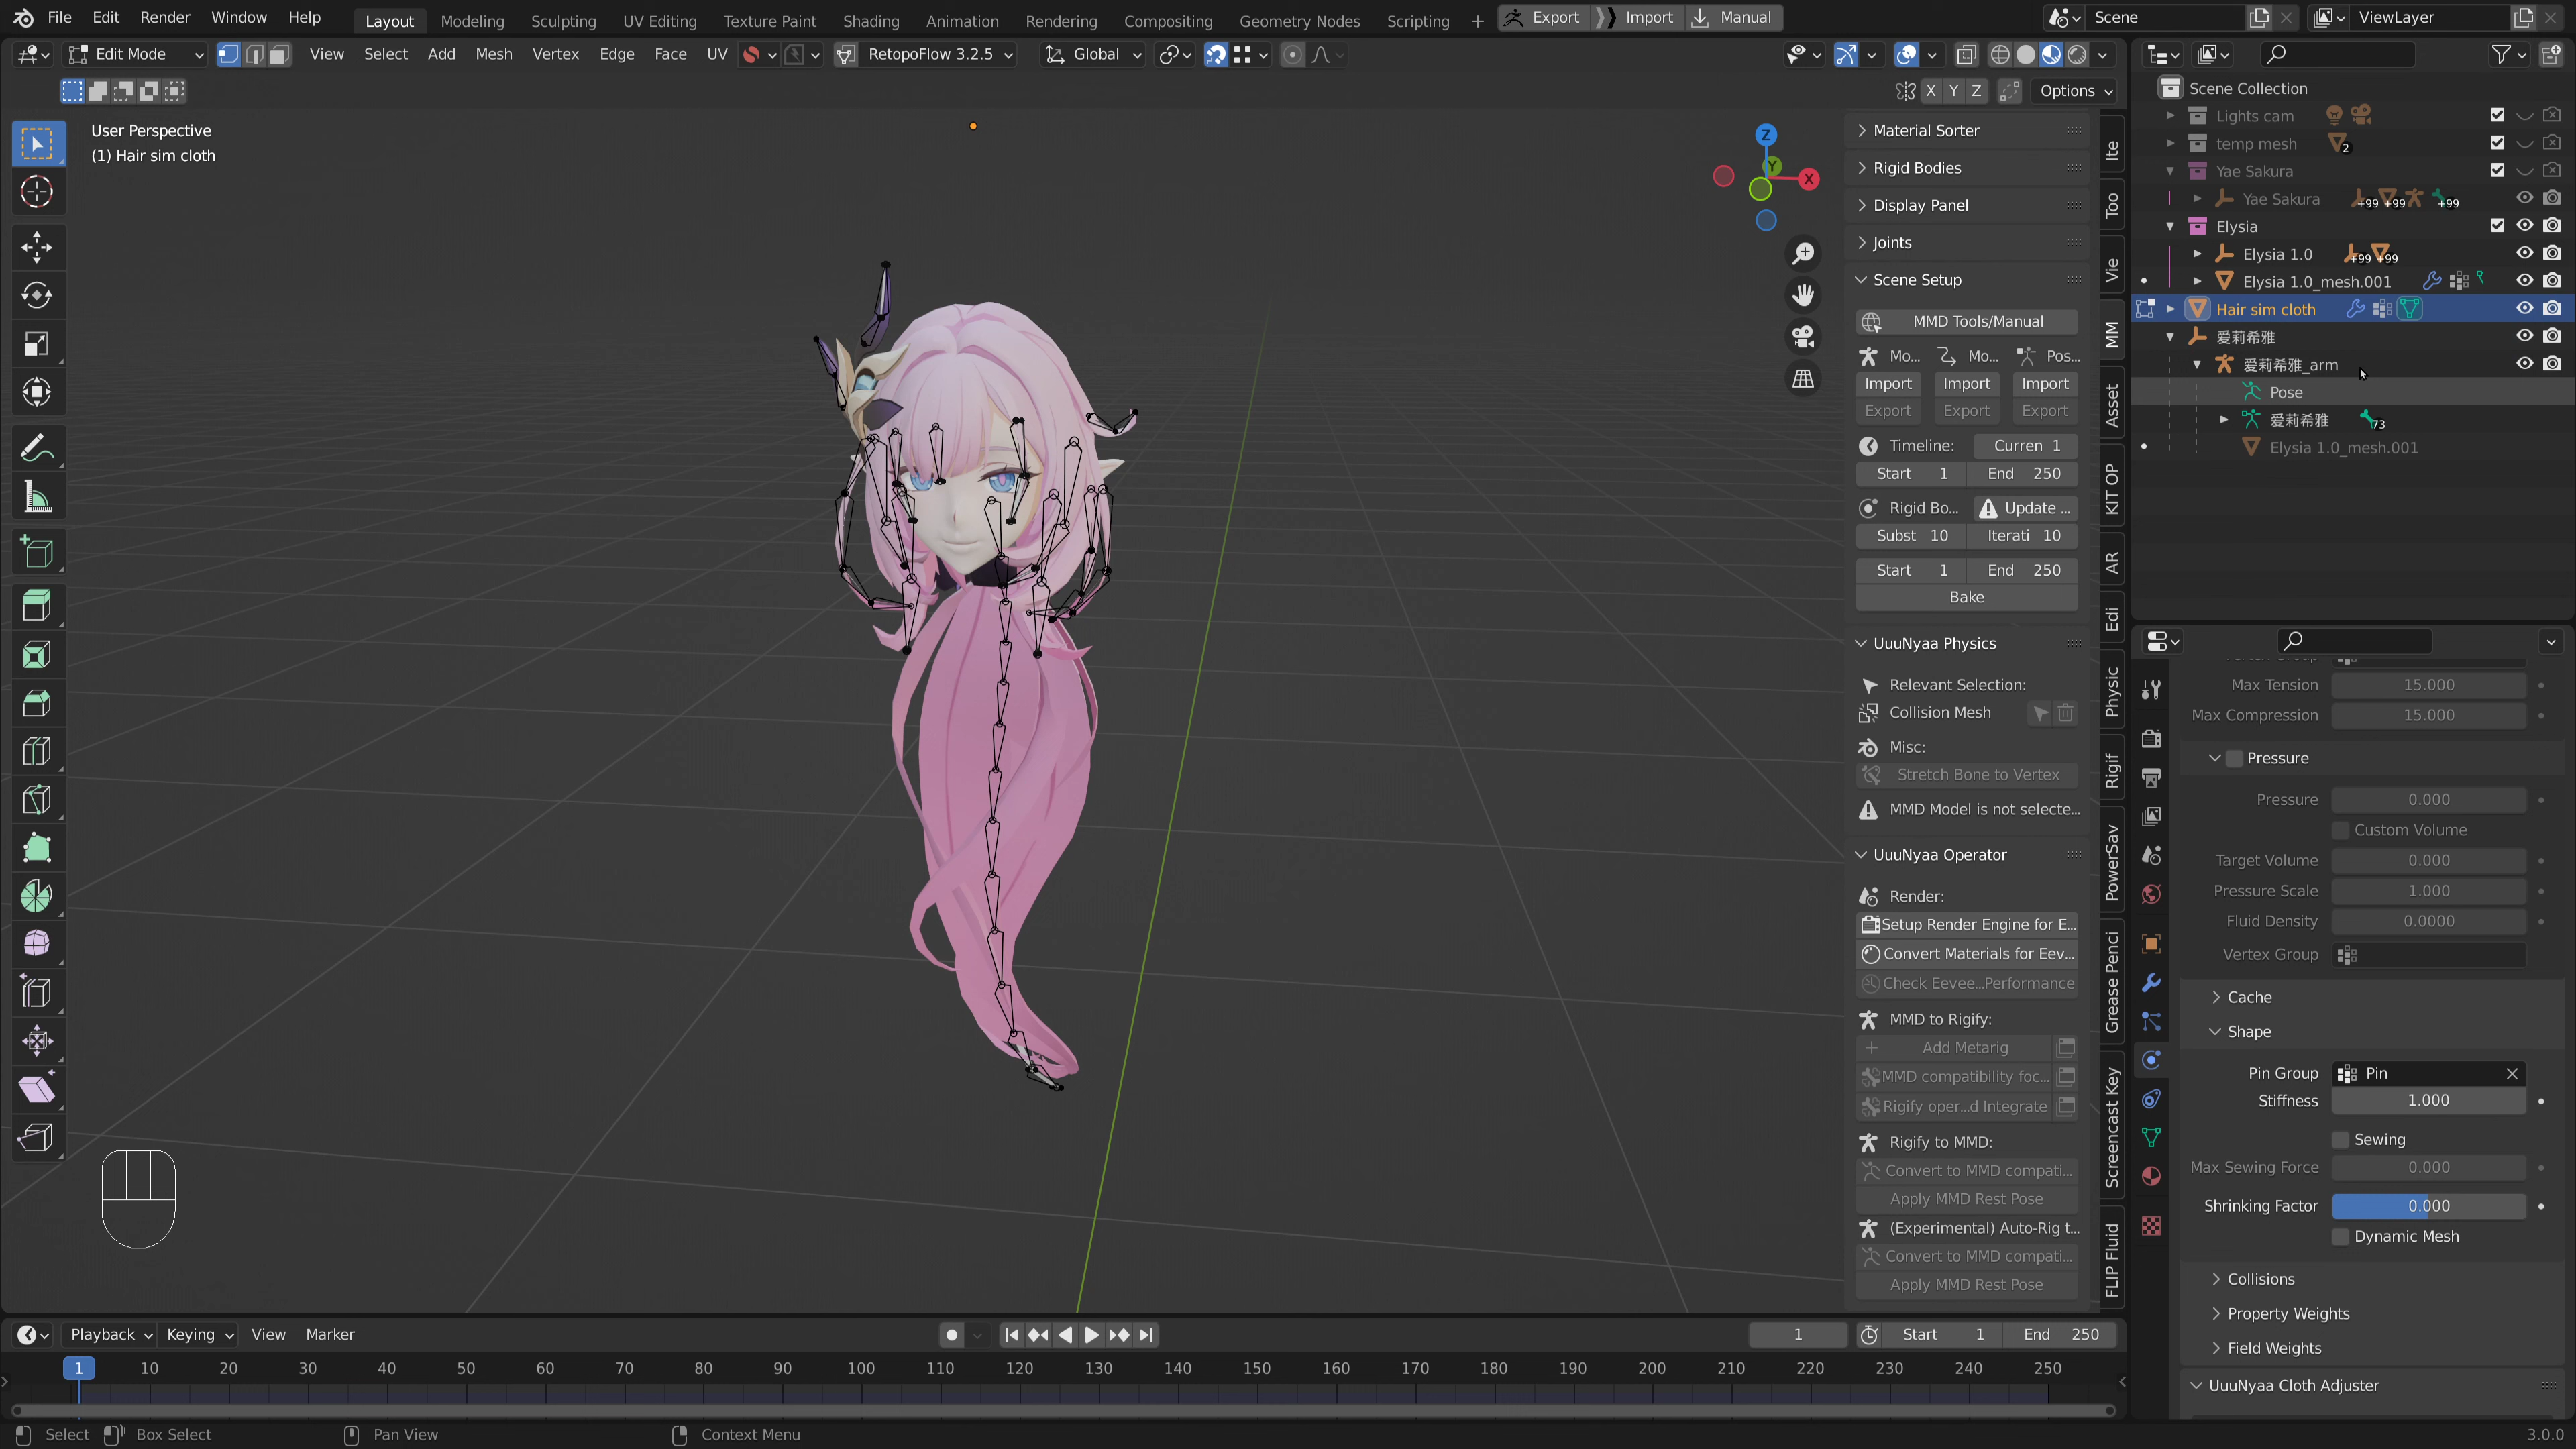 File Edit Render Window Help Layout Modeling Sculpting UV Editing Texture Paint Shading Animation Rendering Compositing Geometry Nodes Scripting Export Import Manual Scene ViewLayer
Edit Mode View Select Add Mesh Vertex Edge Face UV RetopoFlow 3.2.5 Global
X Y Z Options
User Perspective
(1) Hair sim cloth
Z
Y
X
Material Sorter
Rigid Bodies
Display Panel
Joints
Scene Setup
MMD Tools/Manual
Mo... Mo... Pos...
Import Import Import
Export Export Export
Timeline: Curren 1
Start 1 End 250
Rigid Bo... Update ...
Subst 10 Iterati 10
Start 1 End 250
Bake
UuuNyaa Physics
Relevant Selection:
Collision Mesh
Misc:
Stretch Bone to Vertex
MMD Model is not selecte...
UuuNyaa Operator
Render:
Setup Render Engine for E...
Convert Materials for Eev...
Check Eevee...Performance
MMD to Rigify:
Add Metarig
MMD compatibility foc...
Rigify oper...d Integrate
Rigify to MMD:
Convert to MMD compati...
Apply MMD Rest Pose
(Experimental) Auto-Rig t...
Convert to MMD compati...
Apply MMD Rest Pose
Ite
Too
Vie
MM
Asset
KIT OP
AR
Edi
Physic
Rigif
PowerSav
Grease Penci
Screencast Key
FLIP Fluid
Scene Collection
Lights cam
temp mesh 2
Yae Sakura
Yae Sakura +99 +99 +99
Elysia
Elysia 1.0 +99 +99
Elysia 1.0_mesh.001
Hair sim cloth
爱莉希雅
爱莉希雅_arm
Pose
爱莉希雅 73
Elysia 1.0_mesh.001
Max Tension 15.000
Max Compression 15.000
Pressure
Pressure 0.000
Custom Volume
Target Volume 0.000
Pressure Scale 1.000
Fluid Density 0.0000
Vertex Group
Cache
Shape
Pin Group Pin
Stiffness 1.000
Sewing
Max Sewing Force 0.000
Shrinking Factor 0.000
Dynamic Mesh
Collisions
Property Weights
Field Weights
UuuNyaa Cloth Adjuster
Playback Keying View Marker 1 Start 1 End 250
1 10 20 30 40 50 60 70 80 90 100 110 120 130 140 150 160 170 180 190 200 210 220 230 240 250
Select Box Select Pan View Context Menu 3.0.0